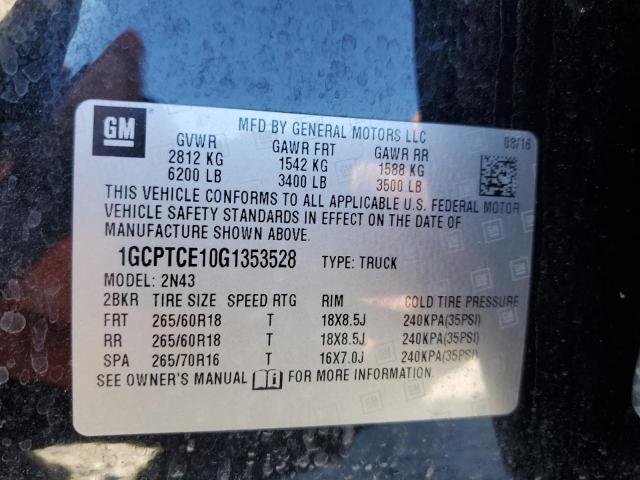 GM
MFD BY GENERAL MOTORS LLC
08/16
GVWR GAWR FRT GAWR RR
2812 KG 1542 KG 1588 KG
6200 LB 3400 LB 3500 LB
THIS VEHICLE CONFORMS TO ALL APPLICABLE U.S. FEDERAL MOTOR
VEHICLE SAFETY STANDARDS IN EFFECT ON THE DATE OF
MANUFACTURE SHOWN ABOVE.
1GCPTCE10G1353528 TYPE: TRUCK
MODEL: 2N43
2BKR TIRE SIZE SPEED RTG RIM COLD TIRE PRESSURE
FRT 265/60R18 T 18X8.5J 240KPA(35PSI)
RR 265/60R18 T 18X8.5J 240KPA(35PSI)
SPA 265/70R16 T 16X7.0J 240KPA(35PSI)
SEE OWNER'S MANUAL FOR MORE INFORMATION.